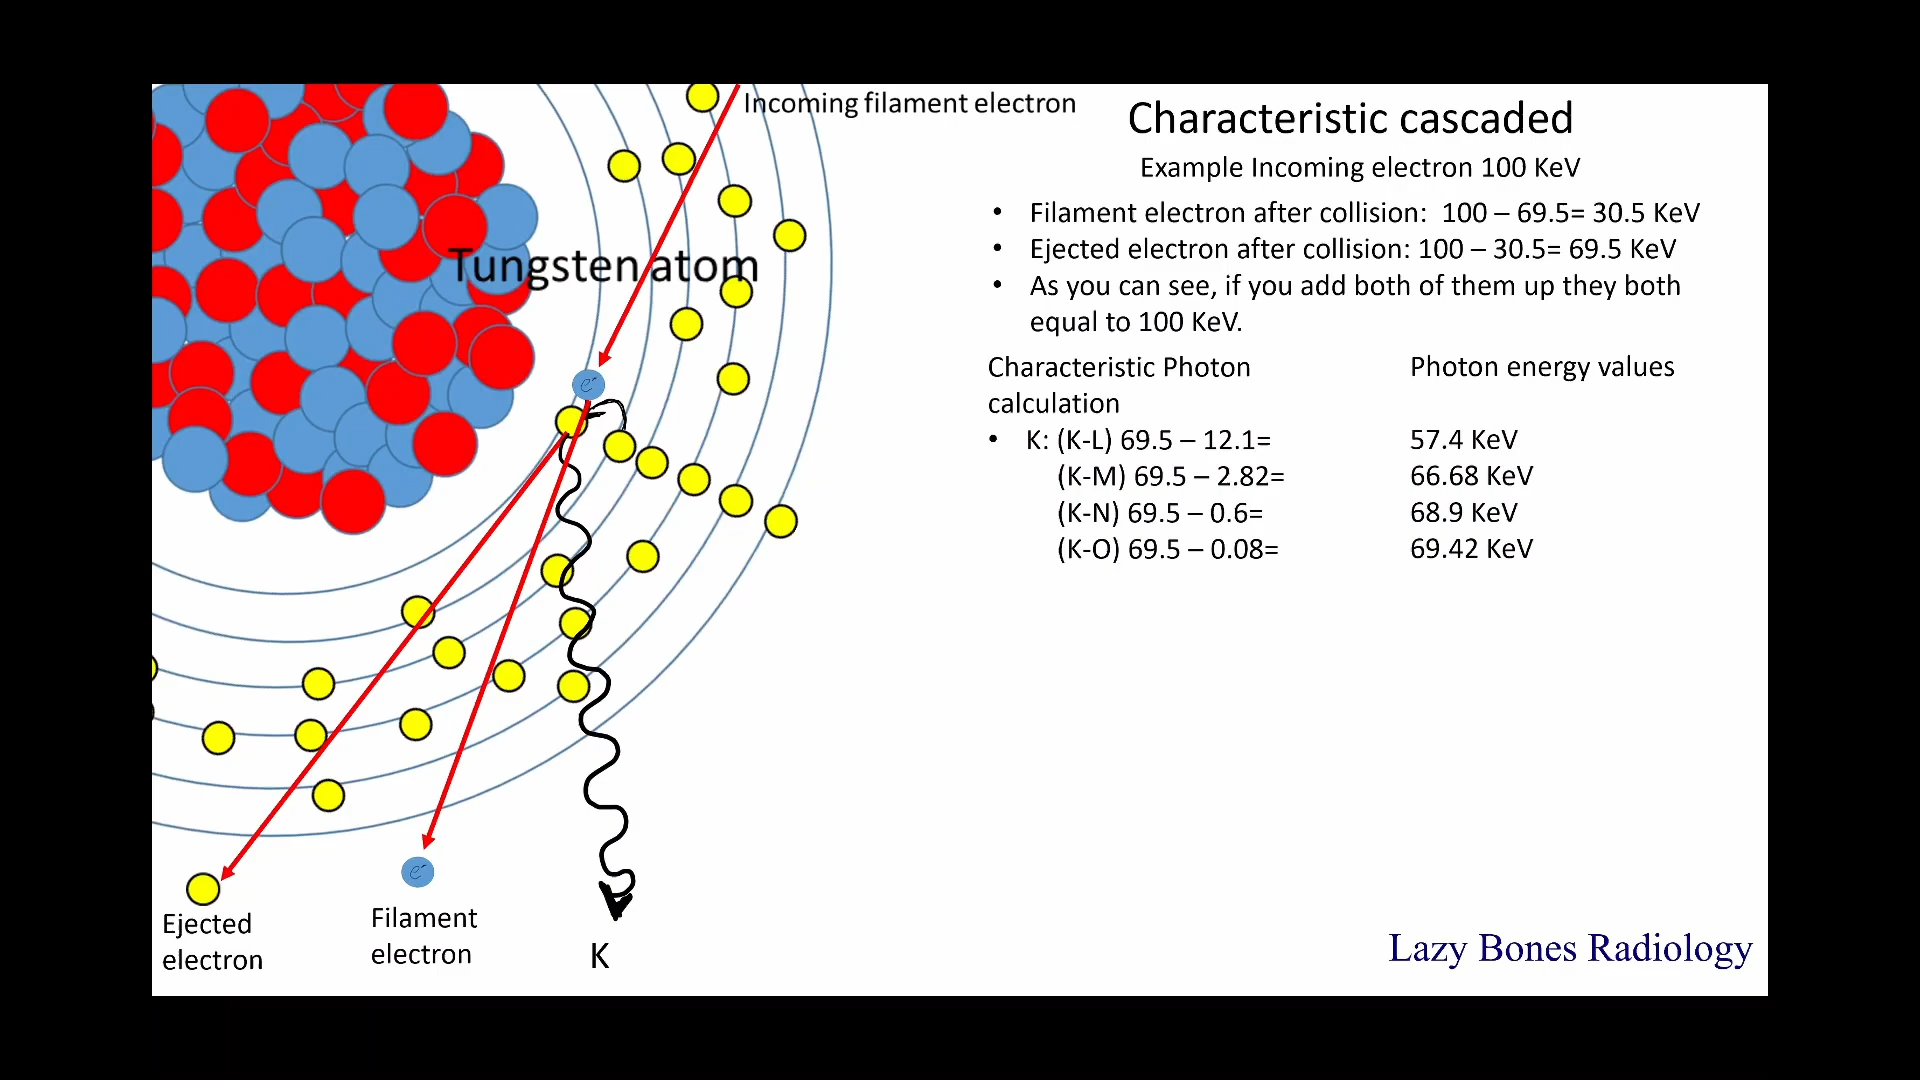 Incoming filament electron
Characteristic cascaded
Example Incoming electron 100 KeV
• Filament electron after collision: 100 – 69.5= 30.5 KeV
• Ejected electron after collision: 100 – 30.5= 69.5 KeV
• As you can see, if you add both of them up they both
equal to 100 KeV.
Tungsten atom
Characteristic Photon
calculation
Photon energy values
• K: (K-L) 69.5 – 12.1= 57.4 KeV
(K-M) 69.5 – 2.82= 66.68 KeV
(K-N) 69.5 – 0.6= 68.9 KeV
(K-O) 69.5 – 0.08= 69.42 KeV
e-
e-
Ejected
electron
Filament
electron
K
Lazy Bones Radiology